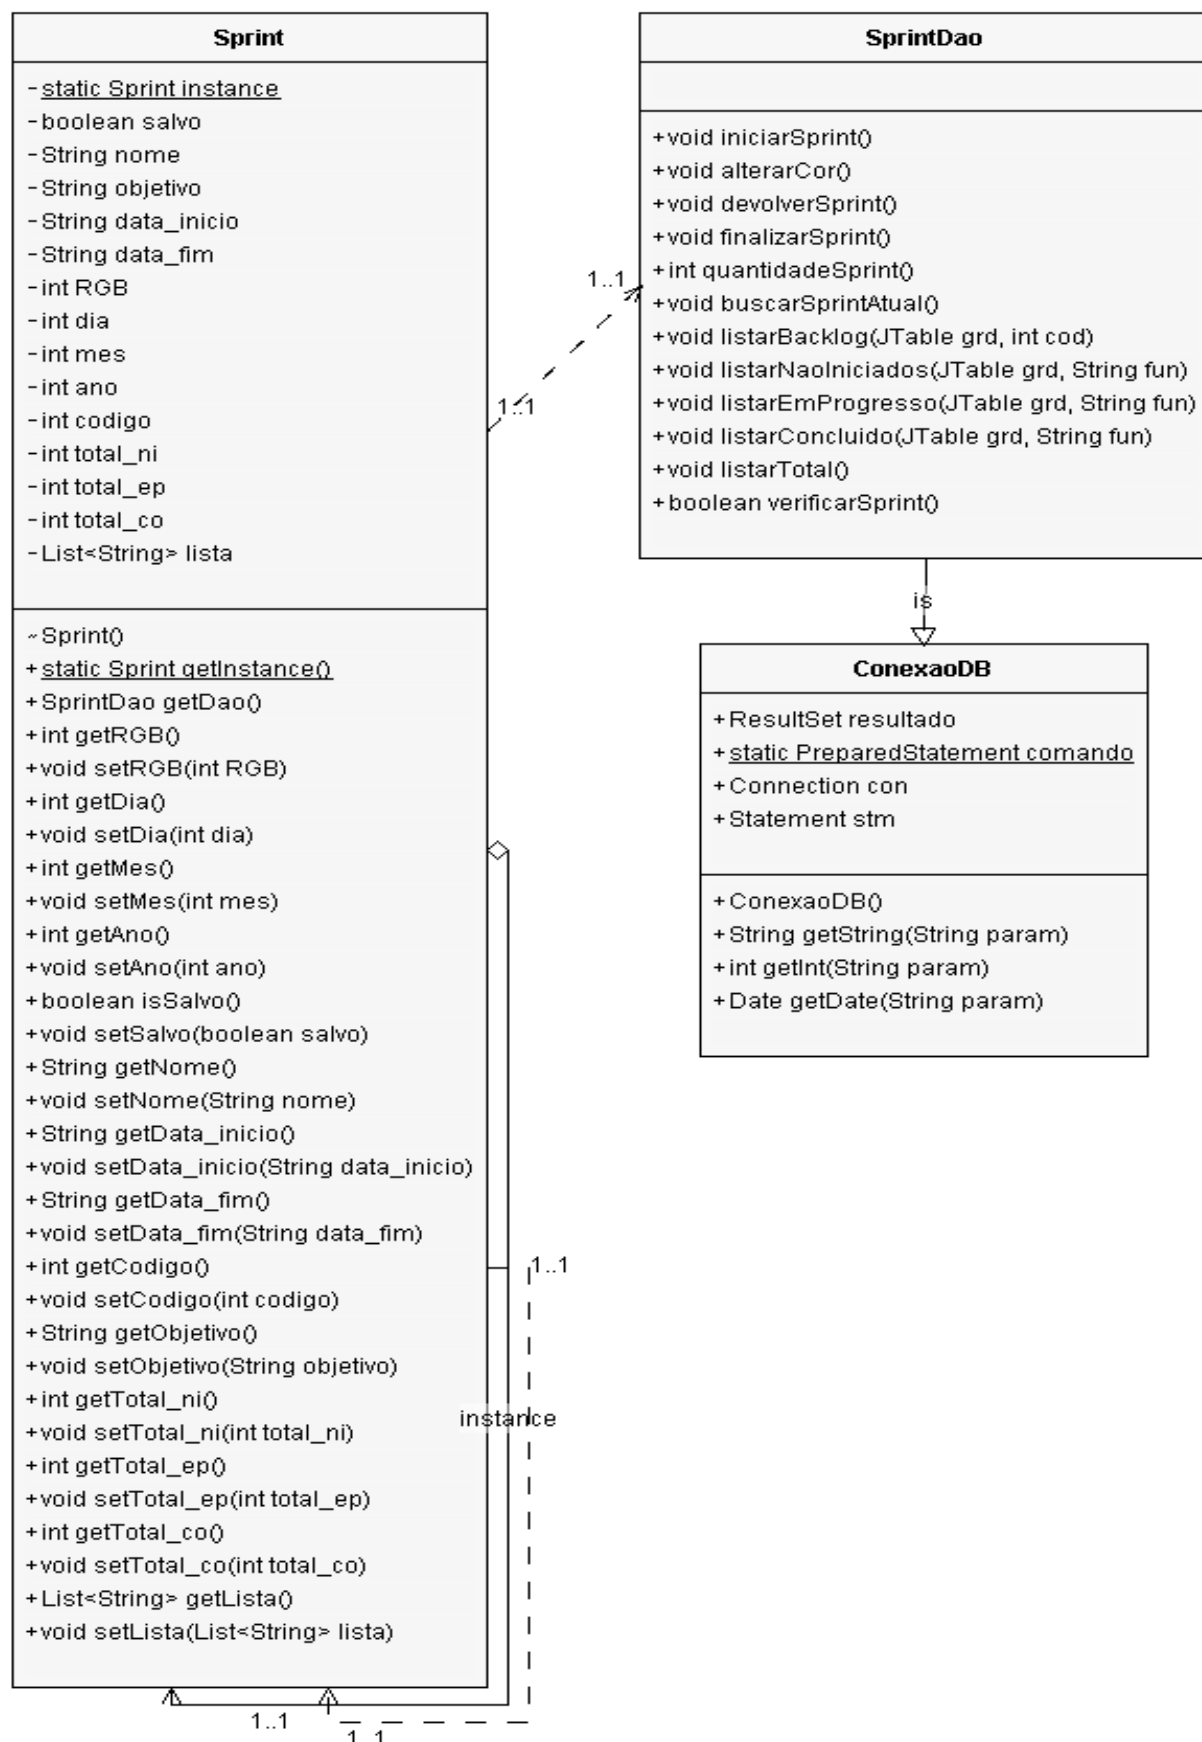 Sprint
-static Sprint instance
-boolean salvo
-String nome
-String objetivo
-String data_inicio
-String data_fim
-int RGB
-int dia
-int mes
-int ano
-int codigo
-int total_ni
-int total_ep
-int total_co
-List<String> lista
~Sprint()
+static Sprint getInstance()
+SprintDao getDao()
+int getRGB()
+void setRGB(int RGB)
+int getDia()
+void setDia(int dia)
+int getMes()
+void setMes(int mes)
+int getAno()
+void setAno(int ano)
+boolean isSalvo()
+void setSalvo(boolean salvo)
+String getNome()
+void setNome(String nome)
+String getData_inicio()
+void setData_inicio(String data_inicio)
+String getData_fim()
+void setData_fim(String data_fim)
+int getCodigo()
+void setCodigo(int codigo)
+String getObjetivo()
+void setObjetivo(String objetivo)
+int getTotal_ni()
+void setTotal_ni(int total_ni)
+int getTotal_ep()
+void setTotal_ep(int total_ep)
+int getTotal_co()
+void setTotal_co(int total_co)
+List<String> getLista()
+void setLista(List<String> lista)
1..1
1..1
SprintDao
+void iniciarSprint()
+void alterarCor()
+void devolverSprint()
+void finalizarSprint()
+int quantidadeSprint()
+void buscarSprintAtual()
+void listarBacklog(JTable grd, int cod)
+void listarNaoIniciados(JTable grd, String fun)
+void listarEmProgresso(JTable grd, String fun)
+void listarConcluido(JTable grd, String fun)
+void listarTotal()
+boolean verificarSprint()
is
ConexaoDB
+ResultSet resultado
+static PreparedStatement comando
+Connection con
+Statement stm
+ConexaoDB()
+String getString(String param)
+int getInt(String param)
+Date getDate(String param)
1..1
instance
1..1
1..1